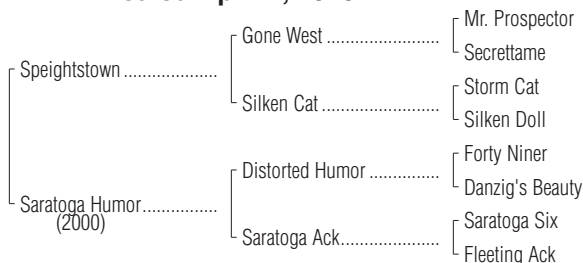 Mr. Prospector
Gone West
Secrettame
Speightstown
Storm Cat
Silken Cat
Silken Doll
Forty Niner
Distorted Humor
Danzig's Beauty
Saratoga Humor
(2000)
Saratoga Six
Saratoga Ack
Fleeting Ack